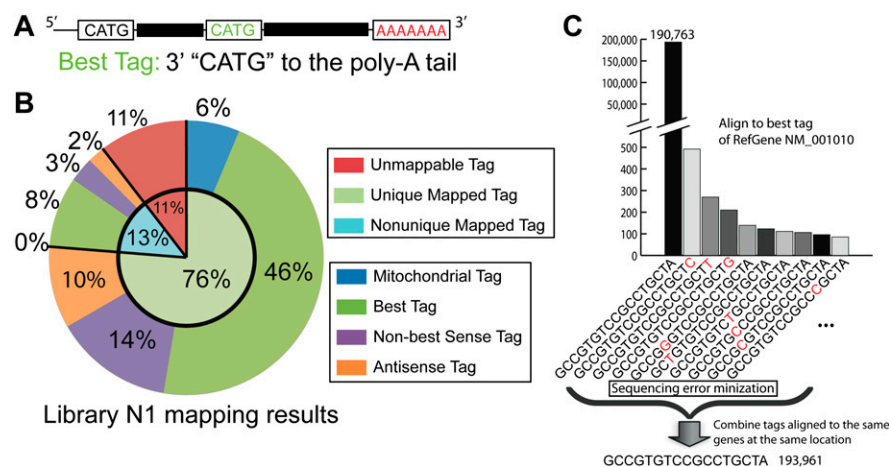 A
5′ CATG CATG AAAAAAA 3′
Best Tag: 3′ “CATG” to the poly-A tail
B
6%
46%
14%
10%
0%
8%
3%
2%
11%
11%
13%
76%
Unmappable Tag
Unique Mapped Tag
Nonunique Mapped Tag
Mitochondrial Tag
Best Tag
Non-best Sense Tag
Antisense Tag
Library N1 mapping results
C
190,763
200,000
150,000
100,000
50,000
500
400
300
200
100
0
Align to best tag
of RefGene NM_001010
GCCGTGTCCGCCTGCTA
GCCGTGTCCGCCTGCTC
GCCGTGTCCGCCTGCTT
GCCGTGTCCGCCTGCTG
GCCGGGTCCGCCTGCTA
GCTGTGTCCGCCTGCTA
GCCGTGTCTGCCTGCTA
GCCGTGCCCGCCTGCTA
GCCGCGTCCGCCTGCTA
GCCGTGTCCGCCCGCTA
...
Sequencing error minization
Combine tags aligned to the same
genes at the same location
GCCGTGTCCGCCTGCTA 193,961